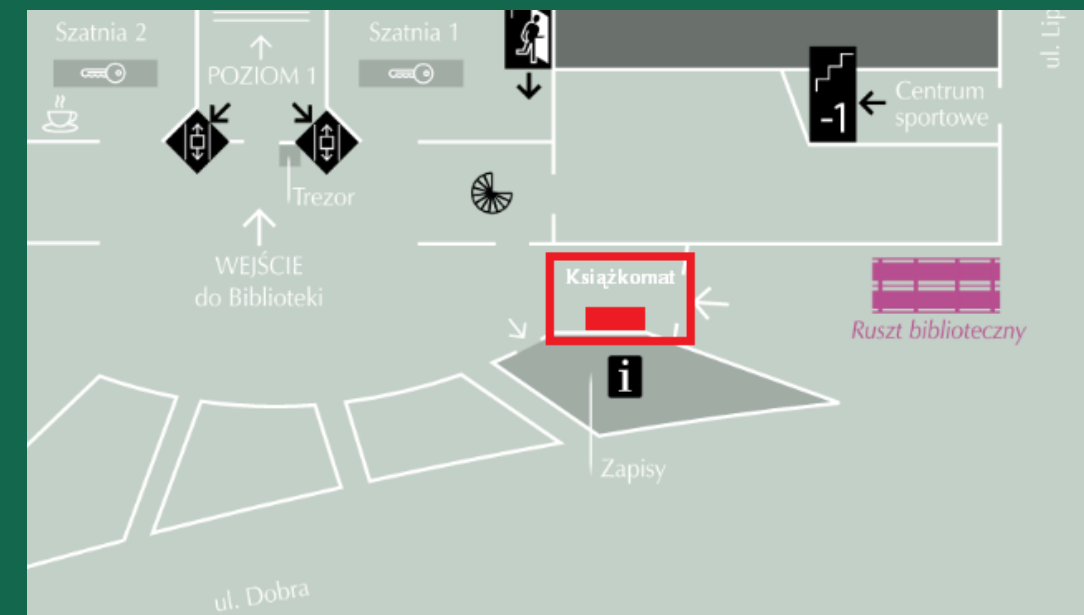 Szatnia 2
Szatnia 1
POZIOM 1
ul. Lip
Centrum
sportowe
-1
Trezor
WEJŚCIE
do Biblioteki
Książkomat
Ruszt biblioteczny
i
Zapisy
ul. Dobra